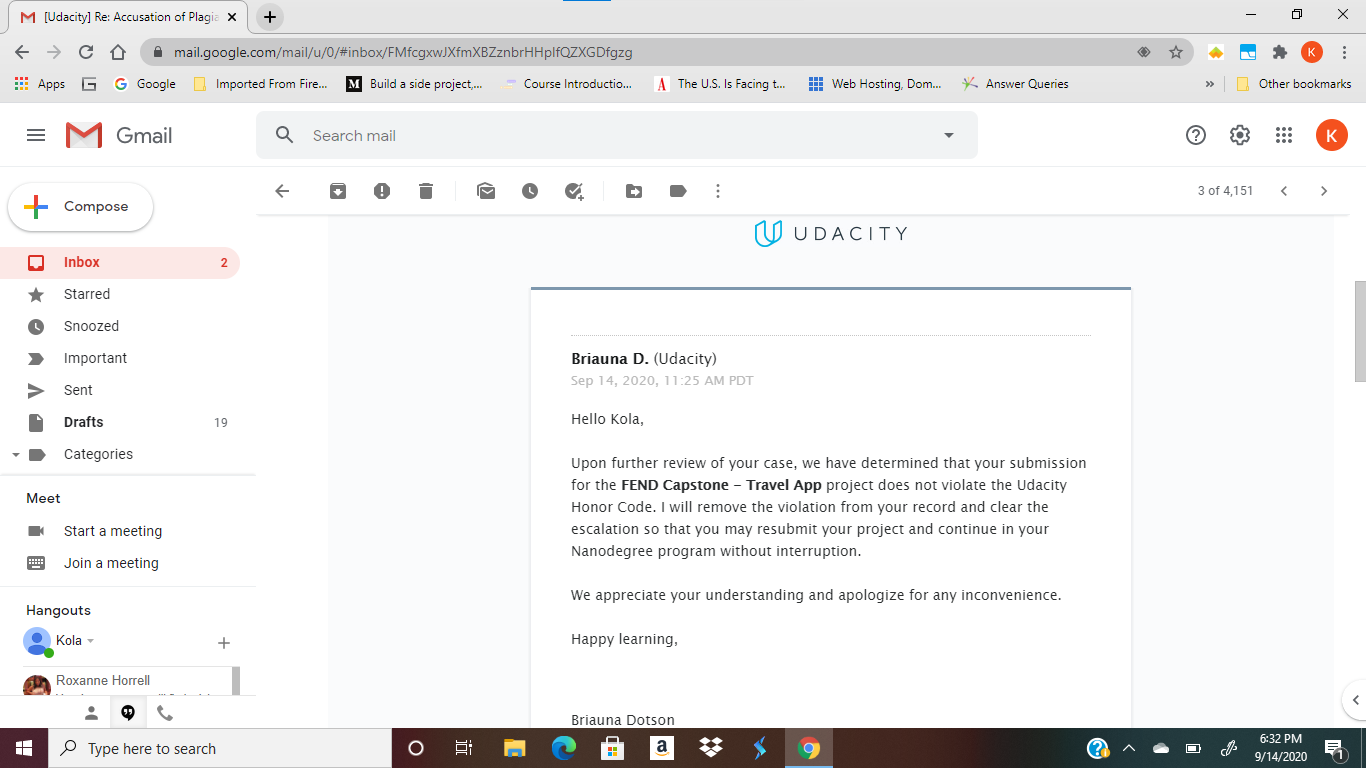 [Udacity] Re: Accusation of Plagia
mail.google.com/mail/u/0/#inbox/FMfcgxwJXfmXBZznbrHHplfQZXGDfgzg
K
Apps
Google
Imported From Fire...
M
Build a side project,...
Course Introductio...
The U.S. Is Facing t...
Web Hosting, Dom...
Answer Queries
Other bookmarks
Gmail
Search mail
K
Compose
3 of 4,151
UDACITY
Inbox 2
Starred
Snoozed
Important
Sent
Drafts 19
Categories
Meet
Start a meeting
Join a meeting
Hangouts
Kola
Roxanne Horrell
Briauna D. (Udacity)
Sep 14, 2020, 11:25 AM PDT
Hello Kola,
Upon further review of your case, we have determined that your submission
for the FEND Capstone – Travel App project does not violate the Udacity
Honor Code. I will remove the violation from your record and clear the
escalation so that you may resubmit your project and continue in your
Nanodegree program without interruption.
We appreciate your understanding and apologize for any inconvenience.
Happy learning,
Briauna Dotson
Type here to search
6:32 PM
9/14/2020
1